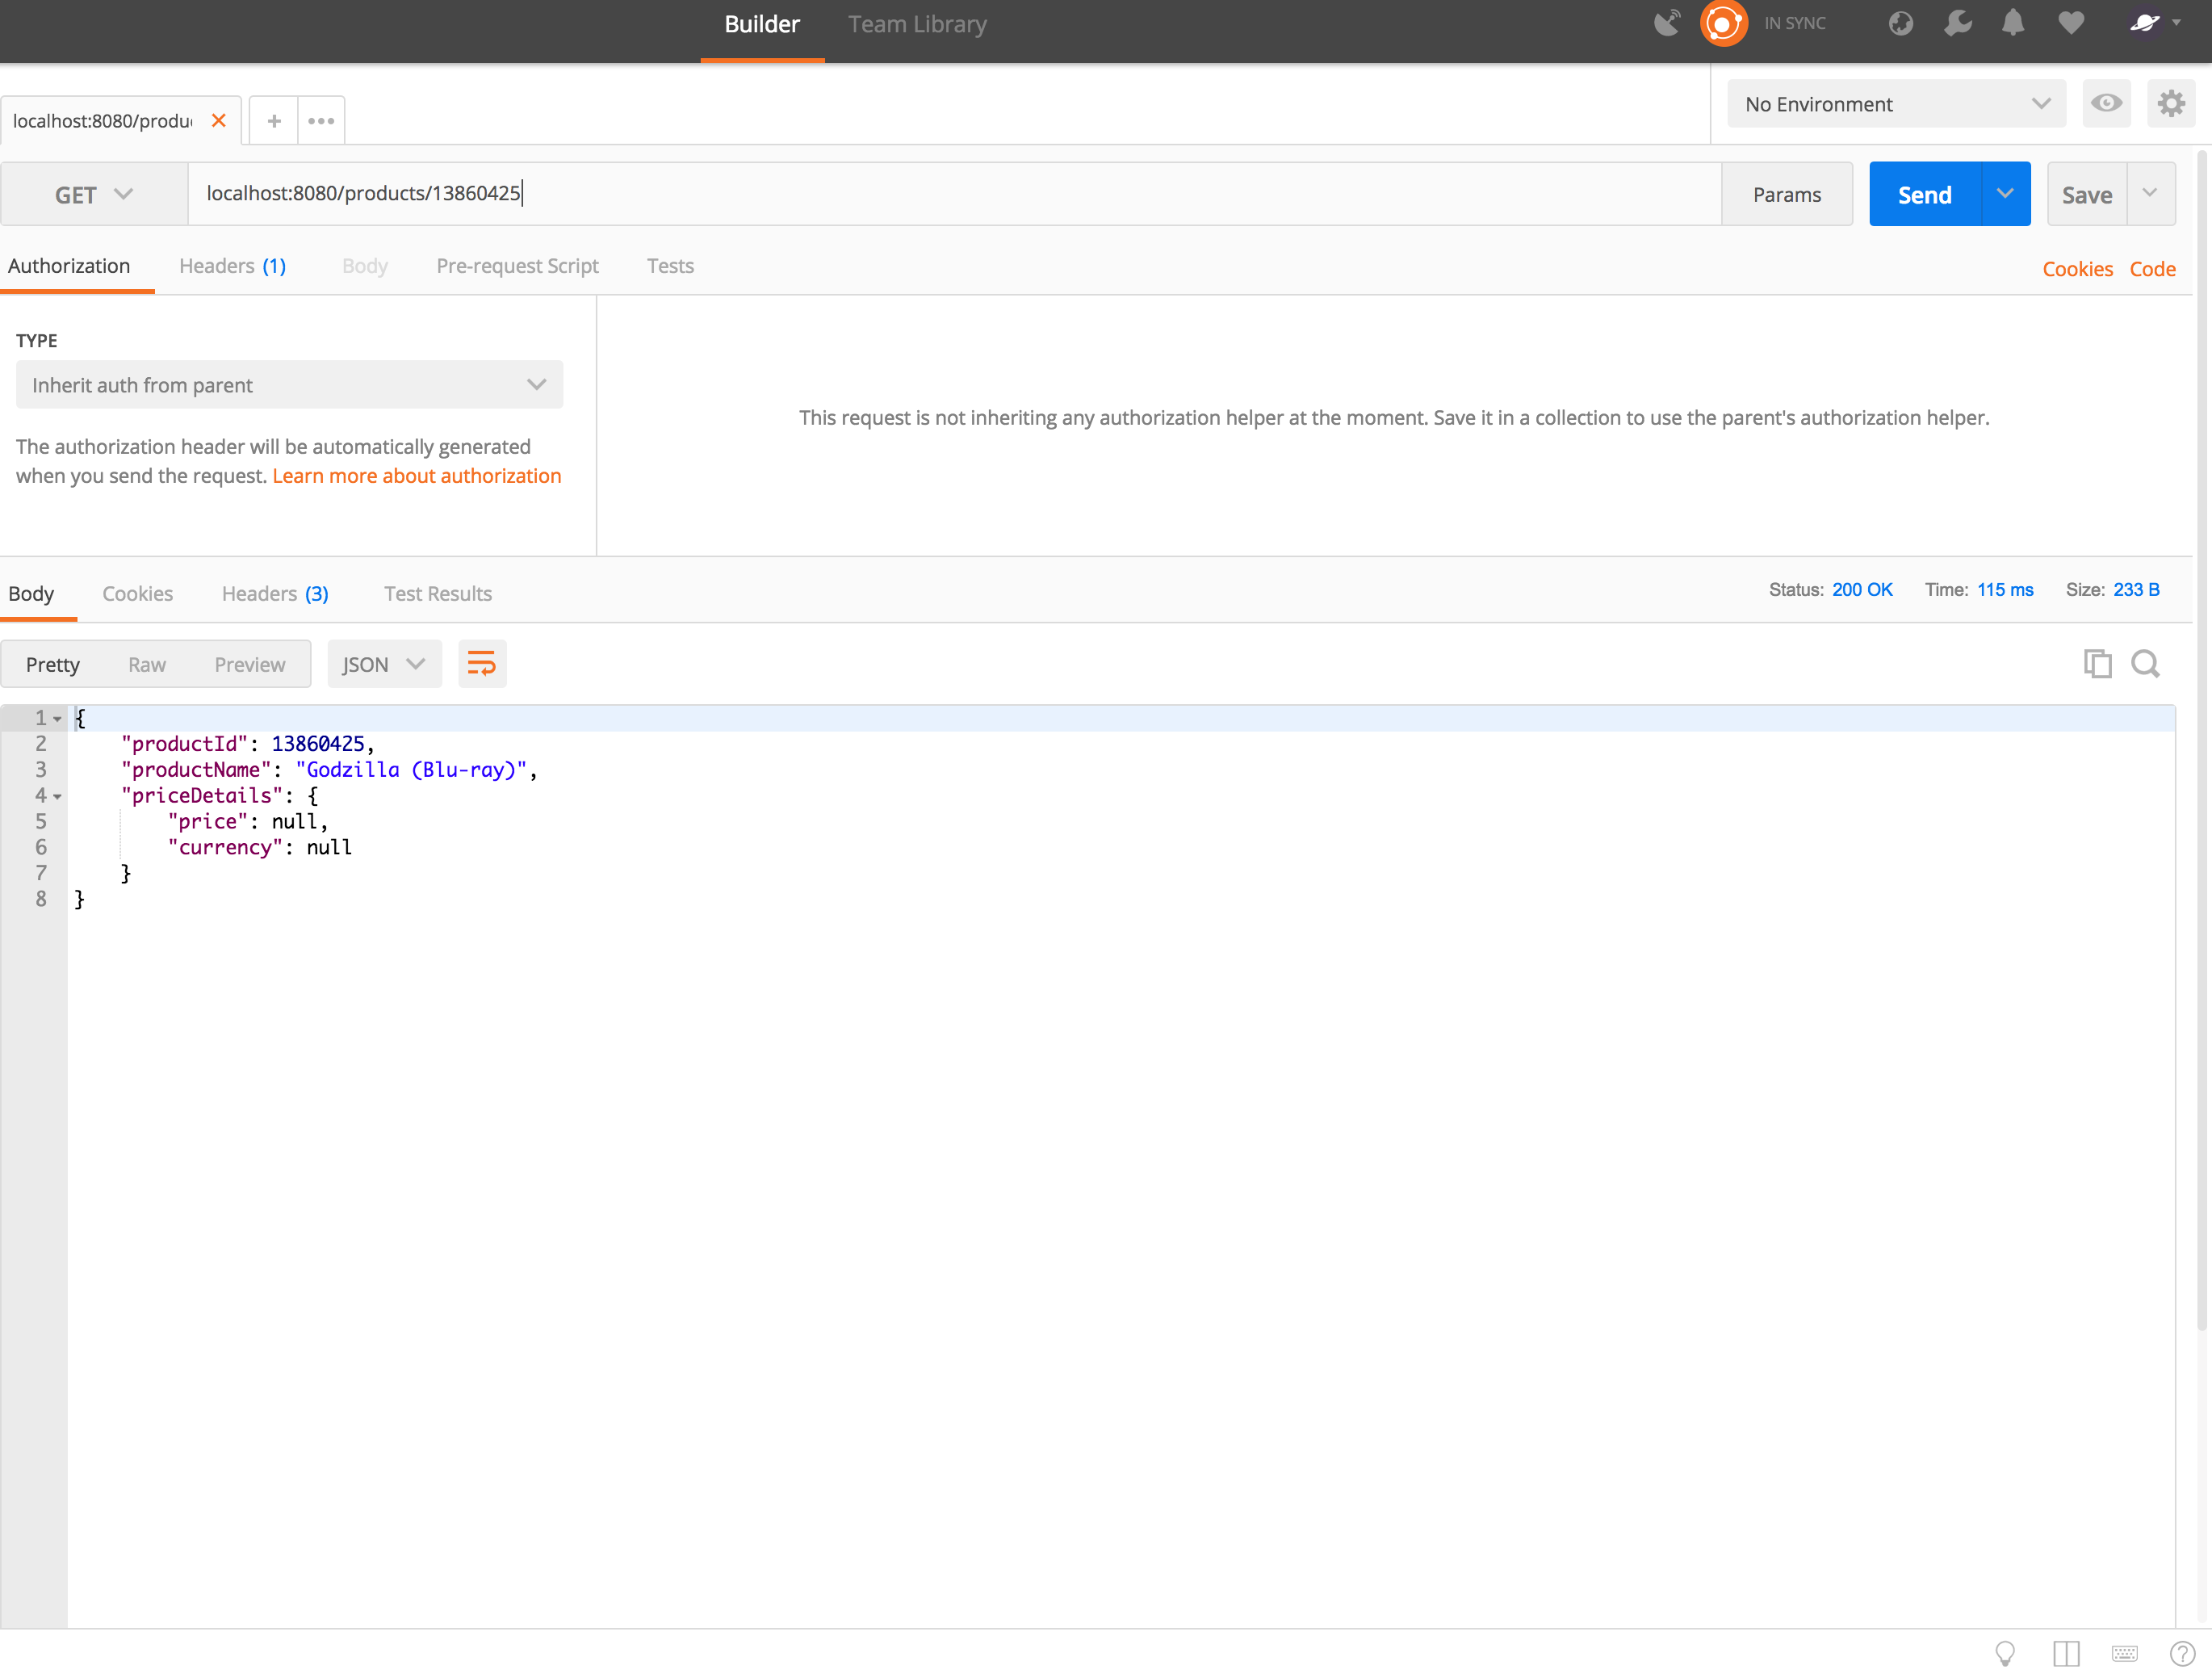 Builder Team Library IN SYNC
localhost:8080/produ No Environment
GET localhost:8080/products/13860425 Params Send Save
Authorization Headers (1) Body Pre-request Script Tests Cookies Code
TYPE
Inherit auth from parent
This request is not inheriting any authorization helper at the moment. Save it in a collection to use the parent's authorization helper.
The authorization header will be automatically generated
when you send the request. Learn more about authorization
Body Cookies Headers (3) Test Results Status: 200 OK Time: 115 ms Size: 233 B
Pretty Raw Preview JSON
1 {
2 "productId": 13860425,
3 "productName": "Godzilla (Blu-ray)",
4 "priceDetails": {
5 "price": null,
6 "currency": null
7 }
8 }